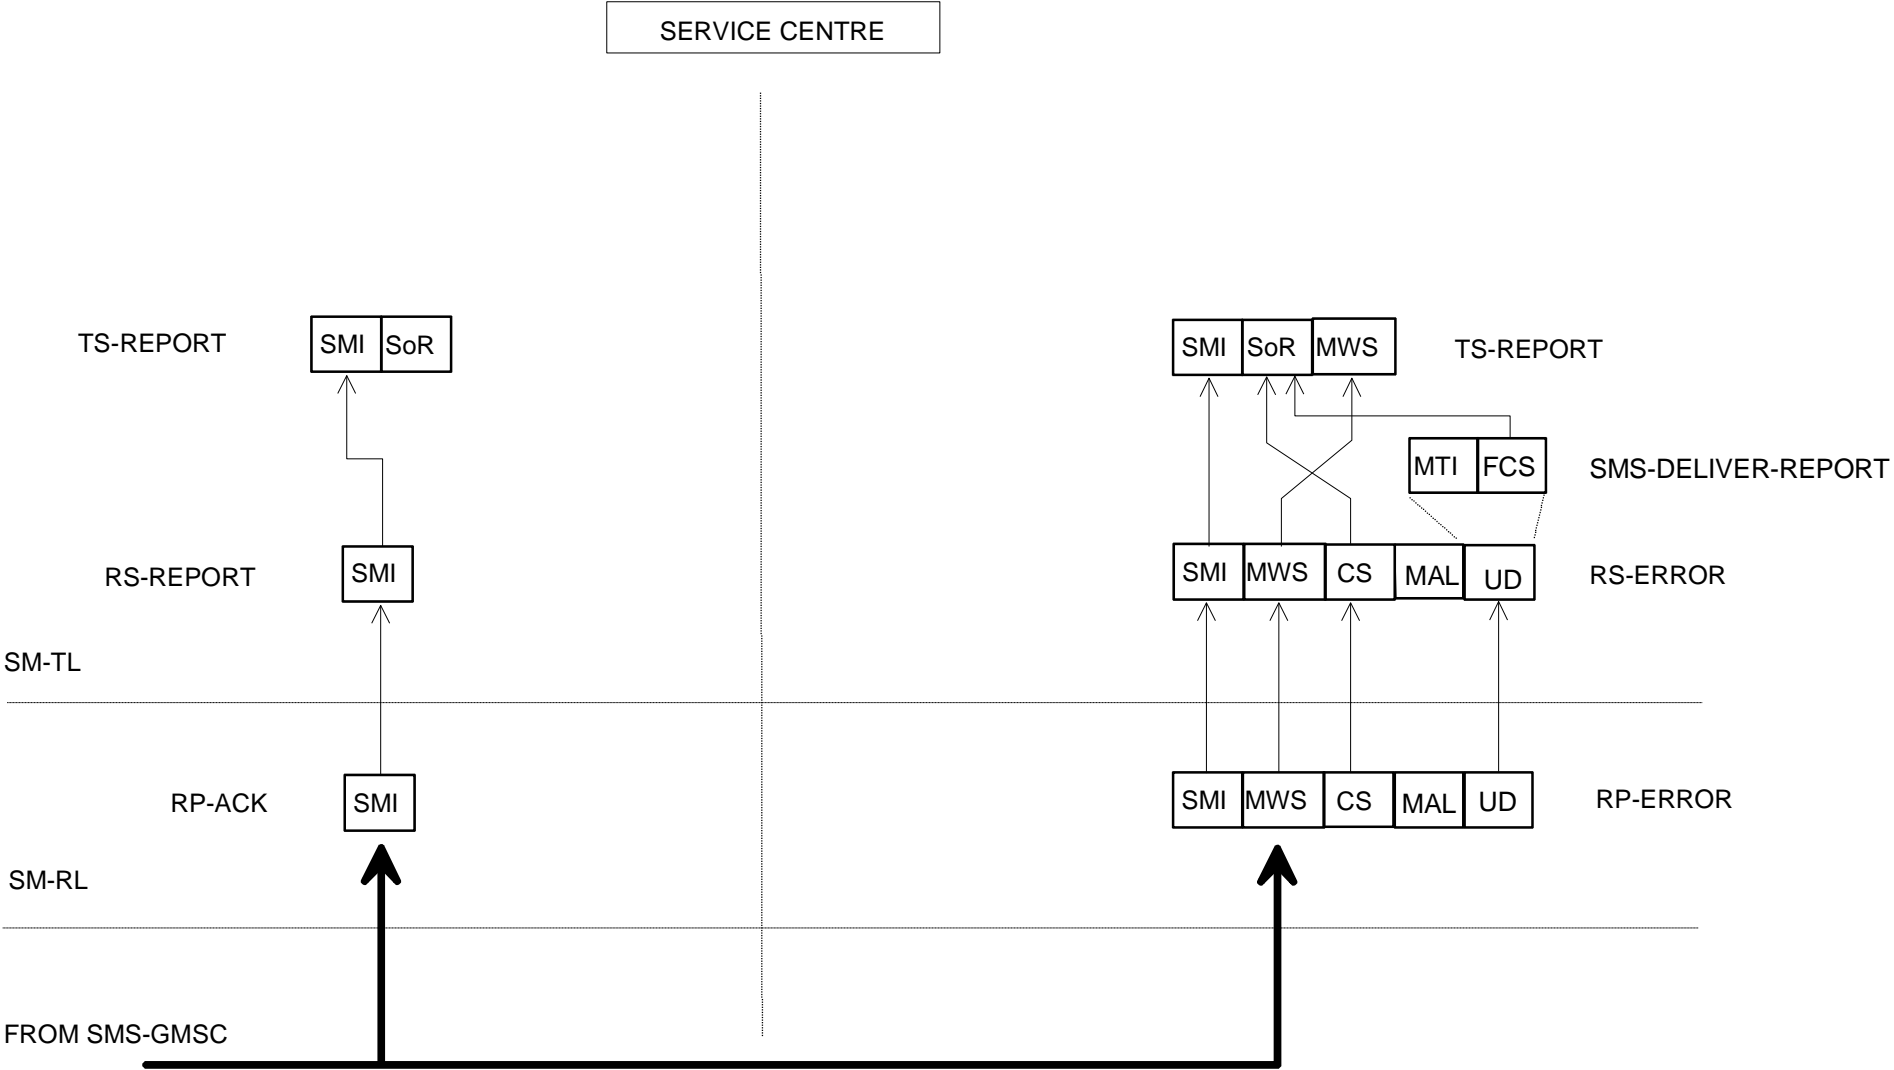 SERVICE CENTRE
TS-REPORT SMI SoR
SMI SoR MWS TS-REPORT
MTI FCS SMS-DELIVER-REPORT
RS-REPORT SMI
SMI MWS CS MAL UD RS-ERROR
SM-TL
RP-ACK SMI
SMI MWS CS MAL UD RP-ERROR
SM-RL
FROM SMS-GMSC